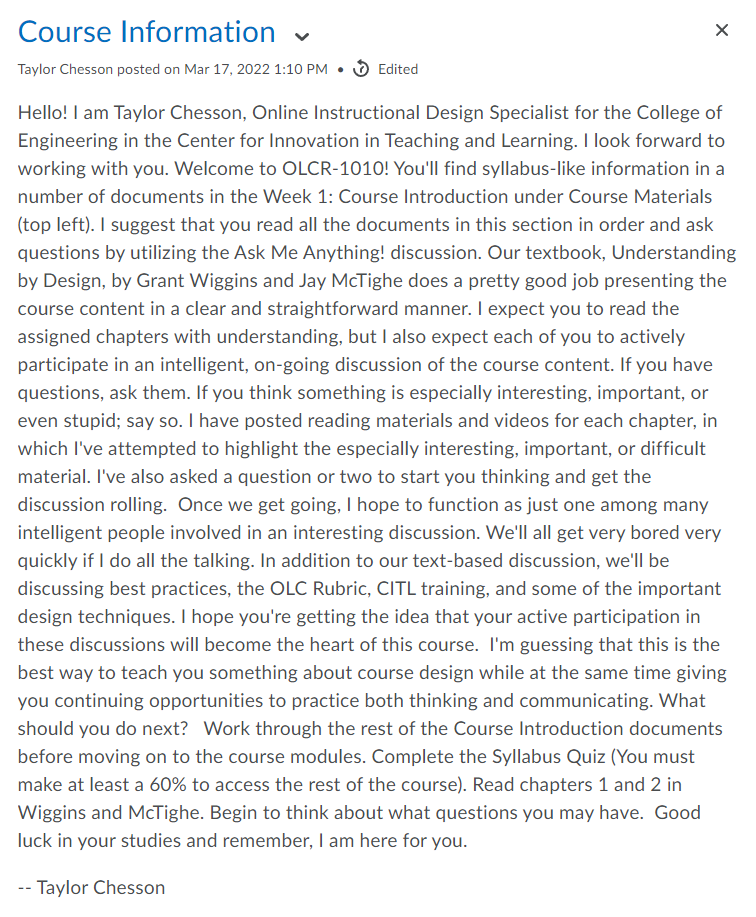 Course Information
Taylor Chesson posted on Mar 17, 2022 1:10 PM • Edited
Hello! I am Taylor Chesson, Online Instructional Design Specialist for the College of
Engineering in the Center for Innovation in Teaching and Learning. I look forward to
working with you. Welcome to OLCR-1010! You'll find syllabus-like information in a
number of documents in the Week 1: Course Introduction under Course Materials
(top left). I suggest that you read all the documents in this section in order and ask
questions by utilizing the Ask Me Anything! discussion. Our textbook, Understanding
by Design, by Grant Wiggins and Jay McTighe does a pretty good job presenting the
course content in a clear and straightforward manner. I expect you to read the
assigned chapters with understanding, but I also expect each of you to actively
participate in an intelligent, on-going discussion of the course content. If you have
questions, ask them. If you think something is especially interesting, important, or
even stupid; say so. I have posted reading materials and videos for each chapter, in
which I've attempted to highlight the especially interesting, important, or difficult
material. I've also asked a question or two to start you thinking and get the
discussion rolling.  Once we get going, I hope to function as just one among many
intelligent people involved in an interesting discussion. We'll all get very bored very
quickly if I do all the talking. In addition to our text-based discussion, we'll be
discussing best practices, the OLC Rubric, CITL training, and some of the important
design techniques. I hope you're getting the idea that your active participation in
these discussions will become the heart of this course.  I'm guessing that this is the
best way to teach you something about course design while at the same time giving
you continuing opportunities to practice both thinking and communicating. What
should you do next?   Work through the rest of the Course Introduction documents
before moving on to the course modules. Complete the Syllabus Quiz (You must
make at least a 60% to access the rest of the course). Read chapters 1 and 2 in
Wiggins and McTighe. Begin to think about what questions you may have.  Good
luck in your studies and remember, I am here for you.
-- Taylor Chesson